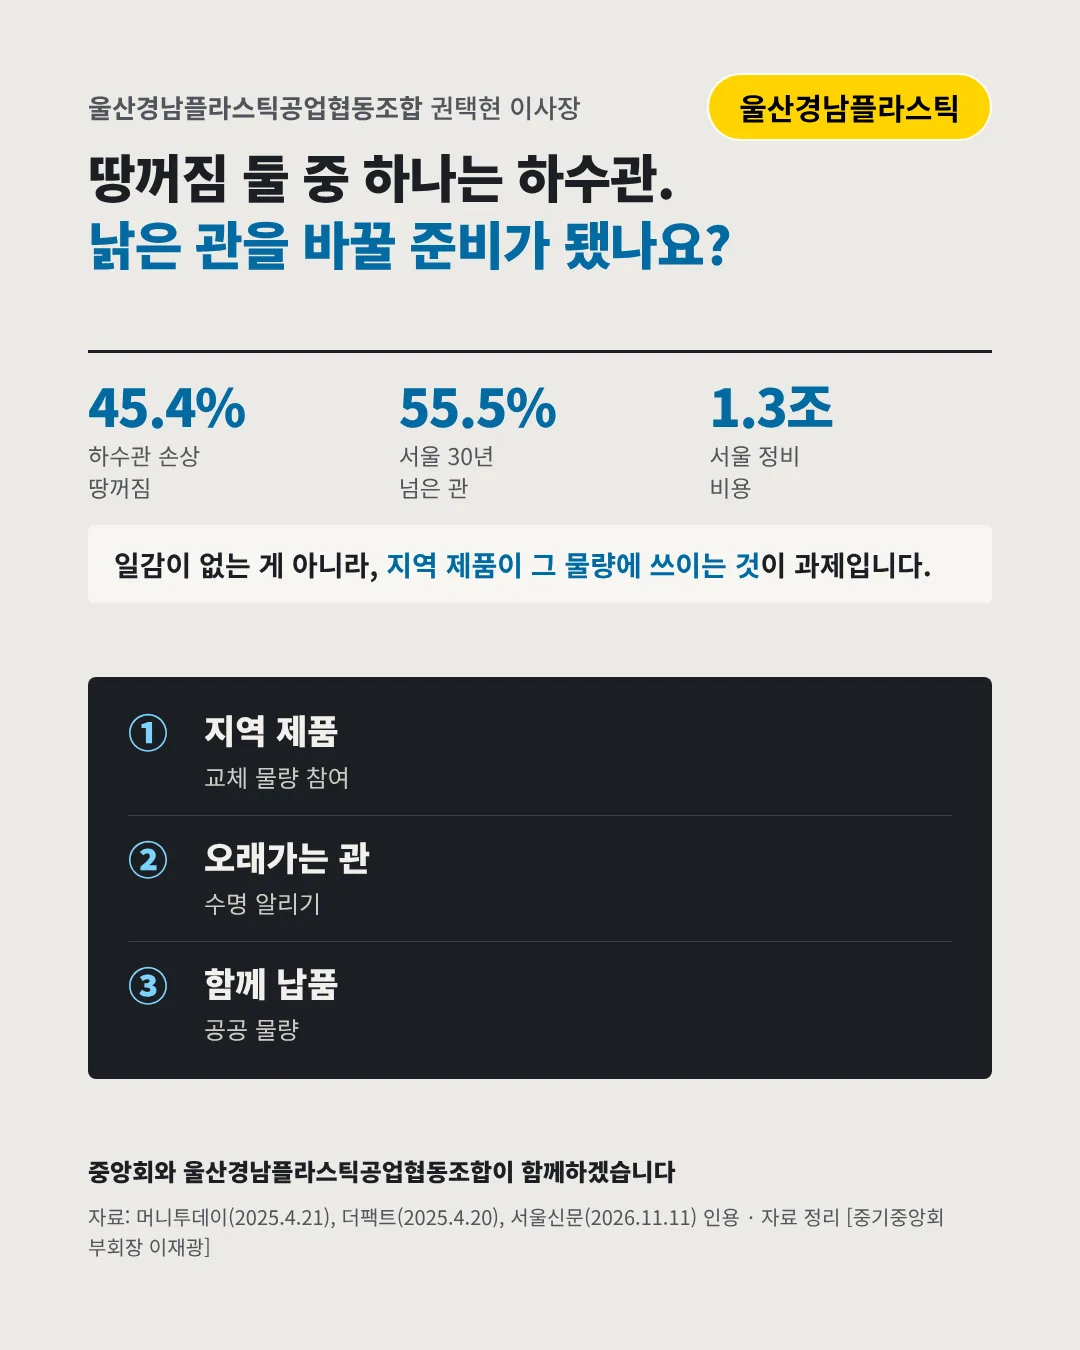 울산경남플라스틱공업협동조합 권택현 이사장
울산경남플라스틱
땅꺼짐 둘 중 하나는 하수관.
낡은 관을 바꿀 준비가 됐나요?
45.4%
하수관 손상
땅꺼짐
55.5%
서울 30년
넘은 관
1.3조
서울 정비
비용
일감이 없는 게 아니라, 지역 제품이 그 물량에 쓰이는 것이 과제입니다.
① 지역 제품
교체 물량 참여
② 오래가는 관
수명 알리기
③ 함께 납품
공공 물량
중앙회와 울산경남플라스틱공업협동조합이 함께하겠습니다
자료: 머니투데이(2025.4.21), 더팩트(2025.4.20), 서울신문(2026.11.11) 인용 · 자료 정리 [중기중앙회
부회장 이재광]